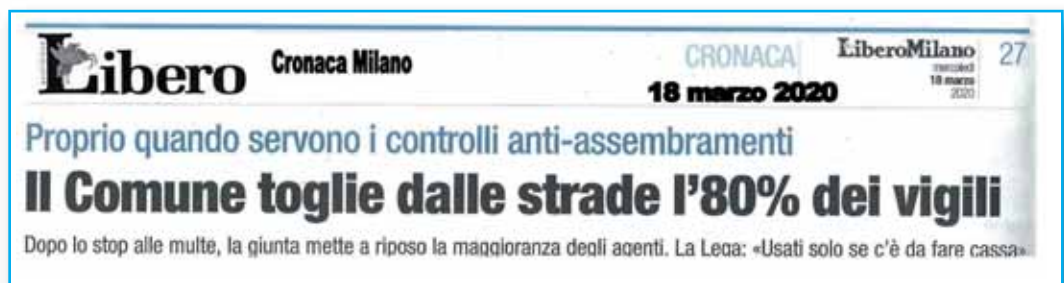 Libero Cronaca Milano CRONACA LiberoMilano 27
mercoledì
18 marzo
2020
18 marzo 2020
Proprio quando servono i controlli anti-assembramenti
Il Comune toglie dalle strade l'80% dei vigili
Dopo lo stop alle multe, la giunta mette a riposo la maggioranza degli agenti. La Lega: «Usati solo se c'è da fare cassa»